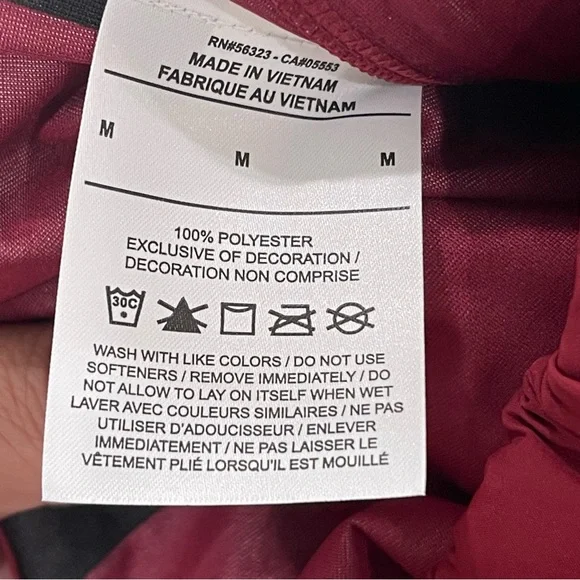 RN#56323 - CA#05553
MADE IN VIETNAM
FABRIQUE AU VIETNAM
M M M
100% POLYESTER
EXCLUSIVE OF DECORATION /
DECORATION NON COMPRISE
30C
WASH WITH LIKE COLORS / DO NOT USE
SOFTENERS / REMOVE IMMEDIATELY / DO
NOT ALLOW TO LAY ON ITSELF WHEN WET
LAVER AVEC COULEURS SIMILAIRES / NE PAS
UTILISER D'ADOUCISSEUR / ENLEVER
IMMEDIATEMENT / NE PAS LAISSER LE
VÊTEMENT PLIÉ LORSQU'IL EST MOUILLÉ